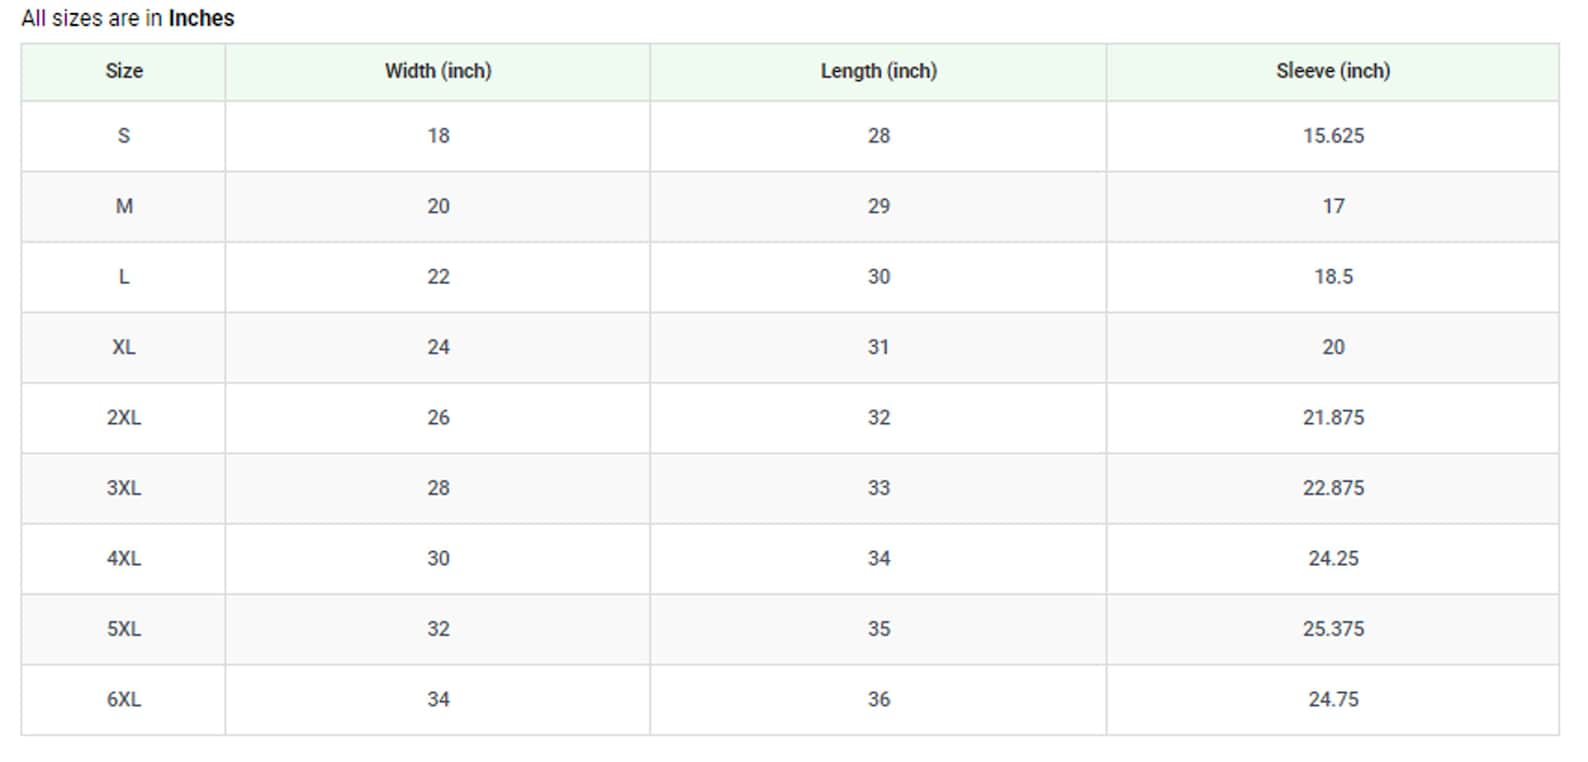 All sizes are in Inches
Size Width (inch) Length (inch) Sleeve (inch)
S 18 28 15.625
M 20 29 17
L 22 30 18.5
XL 24 31 20
2XL 26 32 21.875
3XL 28 33 22.875
4XL 30 34 24.25
5XL 32 35 25.375
6XL 34 36 24.75